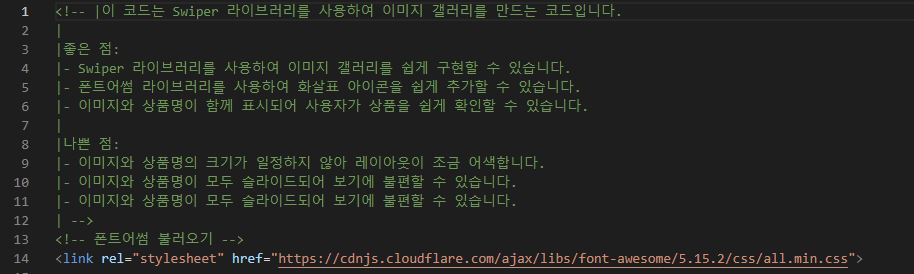 1 <!-- |이 코드는 Swiper 라이브러리를 사용하여 이미지 갤러리를 만드는 코드입니다.
2 |
3 |좋은 점:
4 |- Swiper 라이브러리를 사용하여 이미지 갤러리를 쉽게 구현할 수 있습니다.
5 |- 폰트어썸 라이브러리를 사용하여 화살표 아이콘을 쉽게 추가할 수 있습니다.
6 |- 이미지와 상품명이 함께 표시되어 사용자가 상품을 쉽게 확인할 수 있습니다.
7 |
8 |나쁜 점:
9 |- 이미지와 상품명의 크기가 일정하지 않아 레이아웃이 조금 어색합니다.
10 |- 이미지와 상품명이 모두 슬라이드되어 보기에 불편할 수 있습니다.
11 |- 이미지와 상품명이 모두 슬라이드되어 보기에 불편할 수 있습니다.
12 | -->
13 <!-- 폰트어썸 불러오기 -->
14 <link rel="stylesheet" href="https://cdnjs.cloudflare.com/ajax/libs/font-awesome/5.15.2/css/all.min.css">